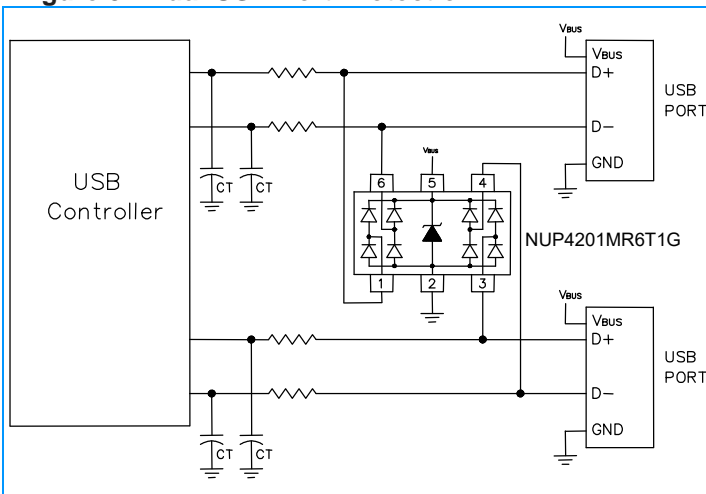 VBUS
VBUS
D+
D−
GND
USB
PORT
CT
CT
USB
Controller
VBUS
6
5
4
1
2
3
NUP4201MR6T1G
VBUS
VBUS
D+
D−
GND
USB
PORT
CT
CT